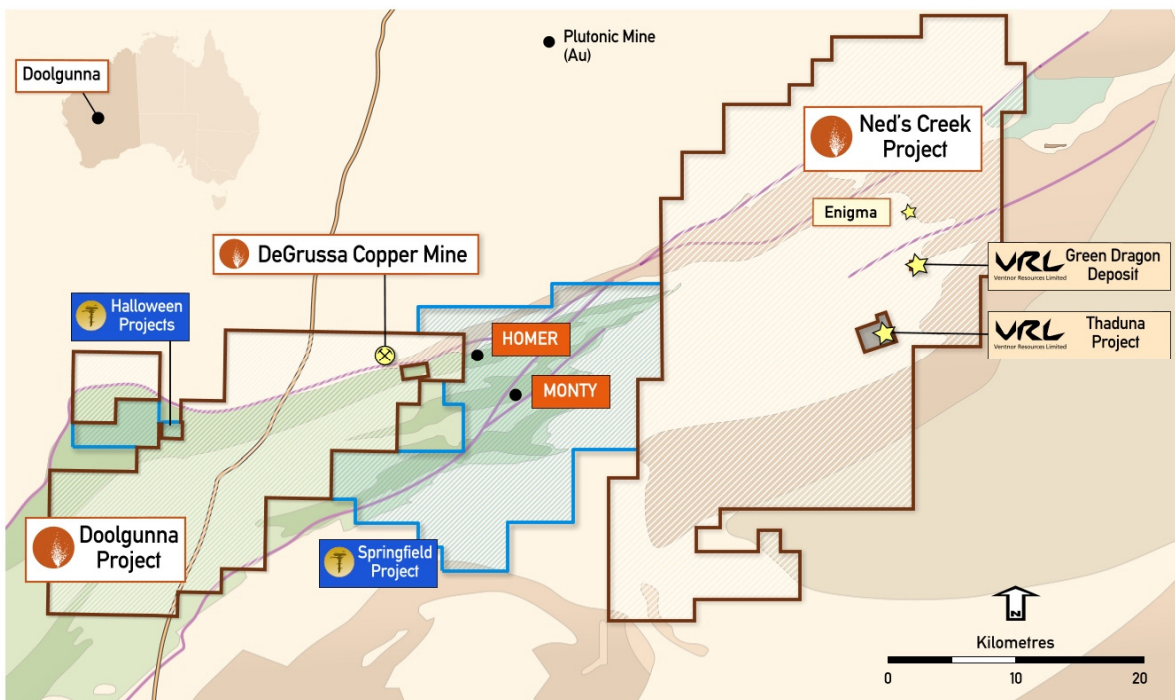 Plutonic Mine
(Au)
Doolgunna
Ned's Creek
Project
Enigma
DeGrussa Copper Mine
VRL
Ventnor Resources Limited
Green Dragon
Deposit
Halloween
Projects
HOMER
VRL
Ventnor Resources Limited
Thaduna
Project
MONTY
Doolgunna
Project
Springfield
Project
N
Kilometres
0 10 20